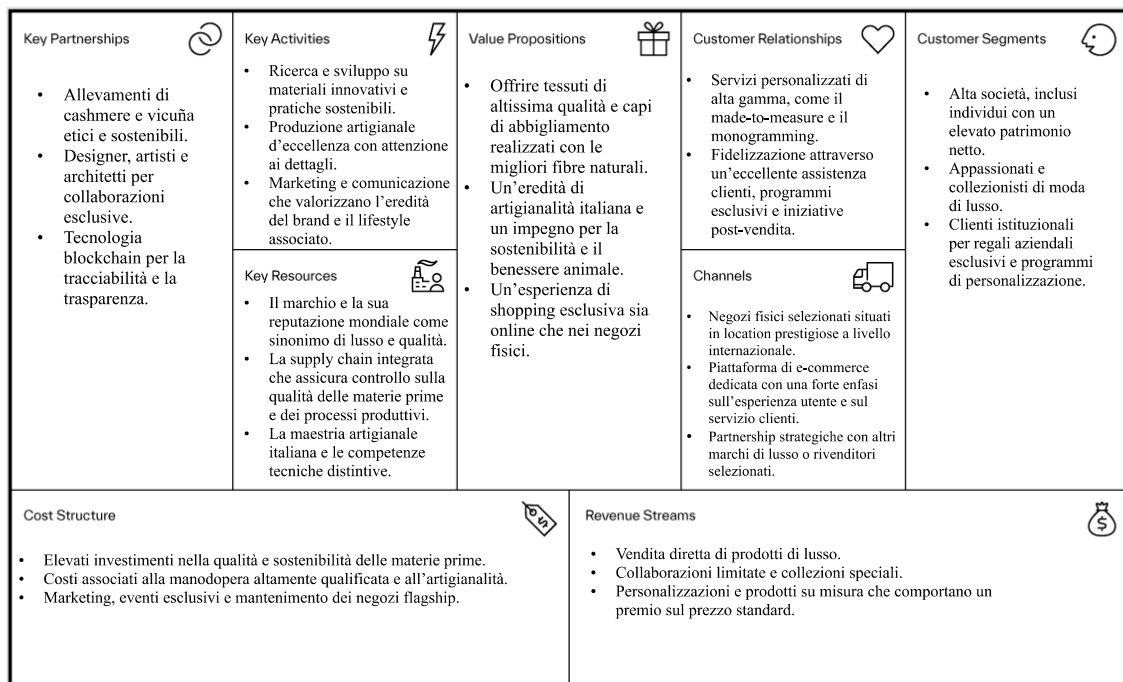 Key Partnerships
• Allevamenti di
cashmere e vicuña
etici e sostenibili.
• Designer, artisti e
architetti per
collaborazioni
esclusive.
• Tecnologia
blockchain per la
tracciabilità e la
trasparenza.
Key Activities
• Ricerca e sviluppo su
materiali innovativi e
pratiche sostenibili.
• Produzione artigianale
d’eccellenza con attenzione
ai dettagli.
• Marketing e comunicazione
che valorizzano l’eredità
del brand e il lifestyle
associato.
Key Resources
• Il marchio e la sua
reputazione mondiale come
sinonimo di lusso e qualità.
• La supply chain integrata
che assicura controllo sulla
qualità delle materie prime
e dei processi produttivi.
• La maestria artigianale
italiana e le competenze
tecniche distintive.
Value Propositions
• Offrire tessuti di
altissima qualità e capi
di abbigliamento
realizzati con le
migliori fibre naturali.
• Un’eredità di
artigianalità italiana e
un impegno per la
sostenibilità e il
benessere animale.
• Un’esperienza di
shopping esclusiva sia
online che nei negozi
fisici.
Customer Relationships
• Servizi personalizzati di
alta gamma, come il
made-to-measure e il
monogramming.
• Fidelizzazione attraverso
un’eccellente assistenza
clienti, programmi
esclusivi e iniziative
post-vendita.
Channels
• Negozi fisici selezionati situati
in location prestigiose a livello
internazionale.
• Piattaforma di e-commerce
dedicata con una forte enfasi
sull’esperienza utente e sul
servizio clienti.
• Partnership strategiche con altri
marchi di lusso o rivenditori
selezionati.
Customer Segments
• Alta società, inclusi
individui con un
elevato patrimonio
netto.
• Appassionati e
collezionisti di moda
di lusso.
• Clienti istituzionali
per regali aziendali
esclusivi e programmi
di personalizzazione.
Cost Structure
• Elevati investimenti nella qualità e sostenibilità delle materie prime.
• Costi associati alla manodopera altamente qualificata e all’artigianalità.
• Marketing, eventi esclusivi e mantenimento dei negozi flagship.
Revenue Streams
• Vendita diretta di prodotti di lusso.
• Collaborazioni limitate e collezioni speciali.
• Personalizzazioni e prodotti su misura che comportano un
premio sul prezzo standard.